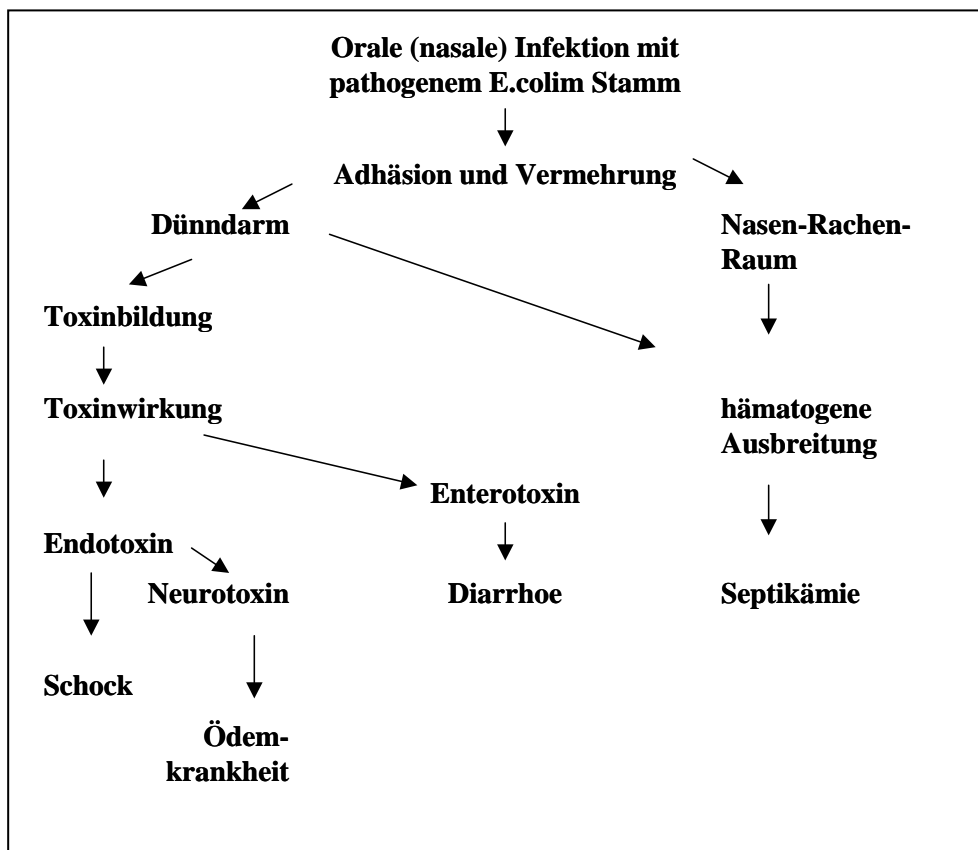 Orale (nasale) Infektion mit
pathogenem E.colim Stamm
Adhäsion und Vermehrung
Dünndarm
Nasen-Rachen-
Raum
Toxinbildung
Toxinwirkung
hämatogene
Ausbreitung
Enterotoxin
Endotoxin
Neurotoxin
Diarrhoe
Septikämie
Schock
Ödem-
krankheit